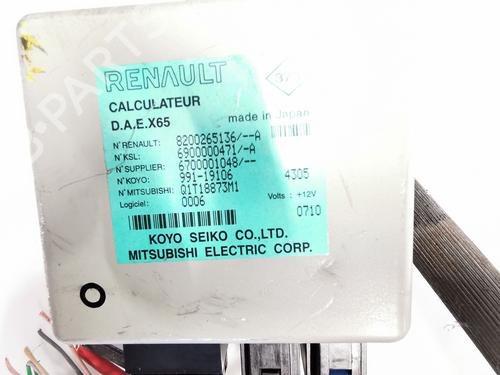 RENAULT
CALCULATEUR
D.A.E.X65
made in Japan
N°RENAULT: 8200265136/--A
N°KSL: 6900000471/-A
N°SUPPLIER: 6700001048/--
N°KOYO: 991-19106 4305
N°MITSUBISHI: Q1T18873M1 Volts : +12V
Logiciel: 0006 0710
KOYO SEIKO CO.,LTD.
MITSUBISHI ELECTRIC CORP.